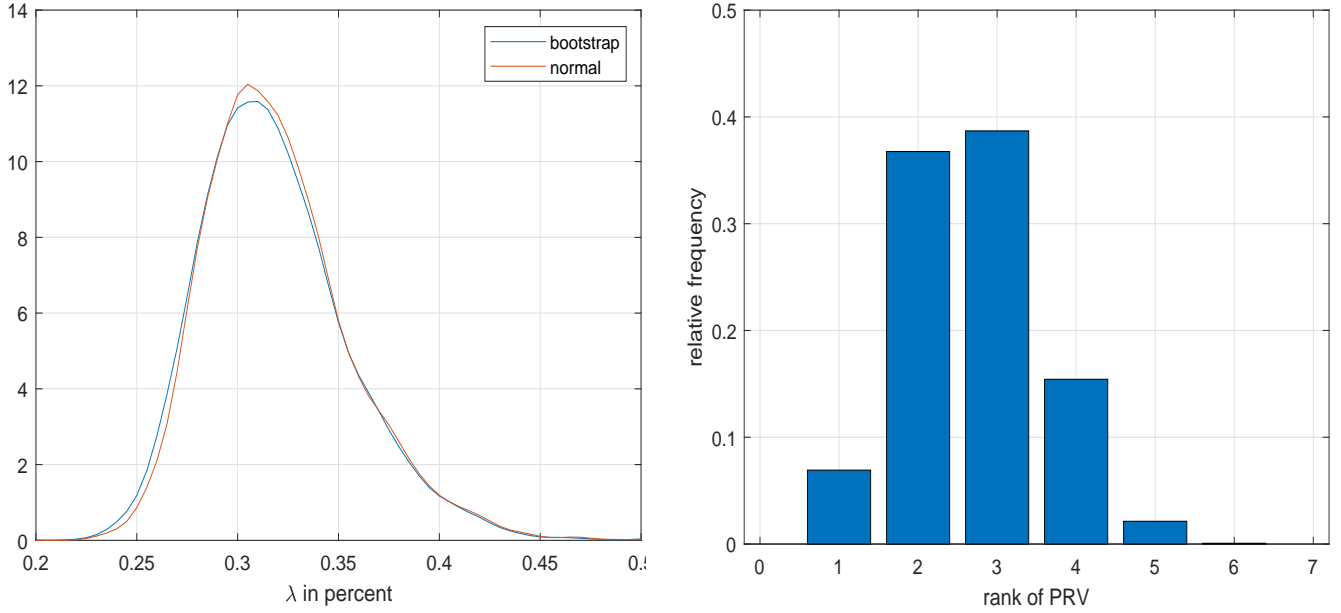 14
12
10
8
6
4
2
0
0.2 0.25 0.3 0.35 0.4 0.45 0.5
λ in percent
bootstrap
normal
0.5
0.4
0.3
0.2
0.1
0
relative frequency
0 1 2 3 4 5 6 7
rank of PRV